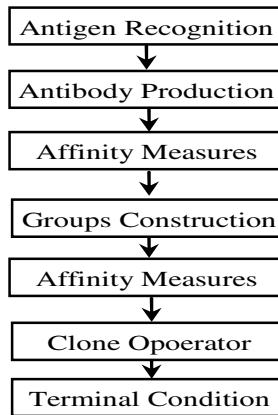 Antigen Recognition
Antibody Production
Affinity Measures
Groups Construction
Affinity Measures
Clone Opoerator
Terminal Condition